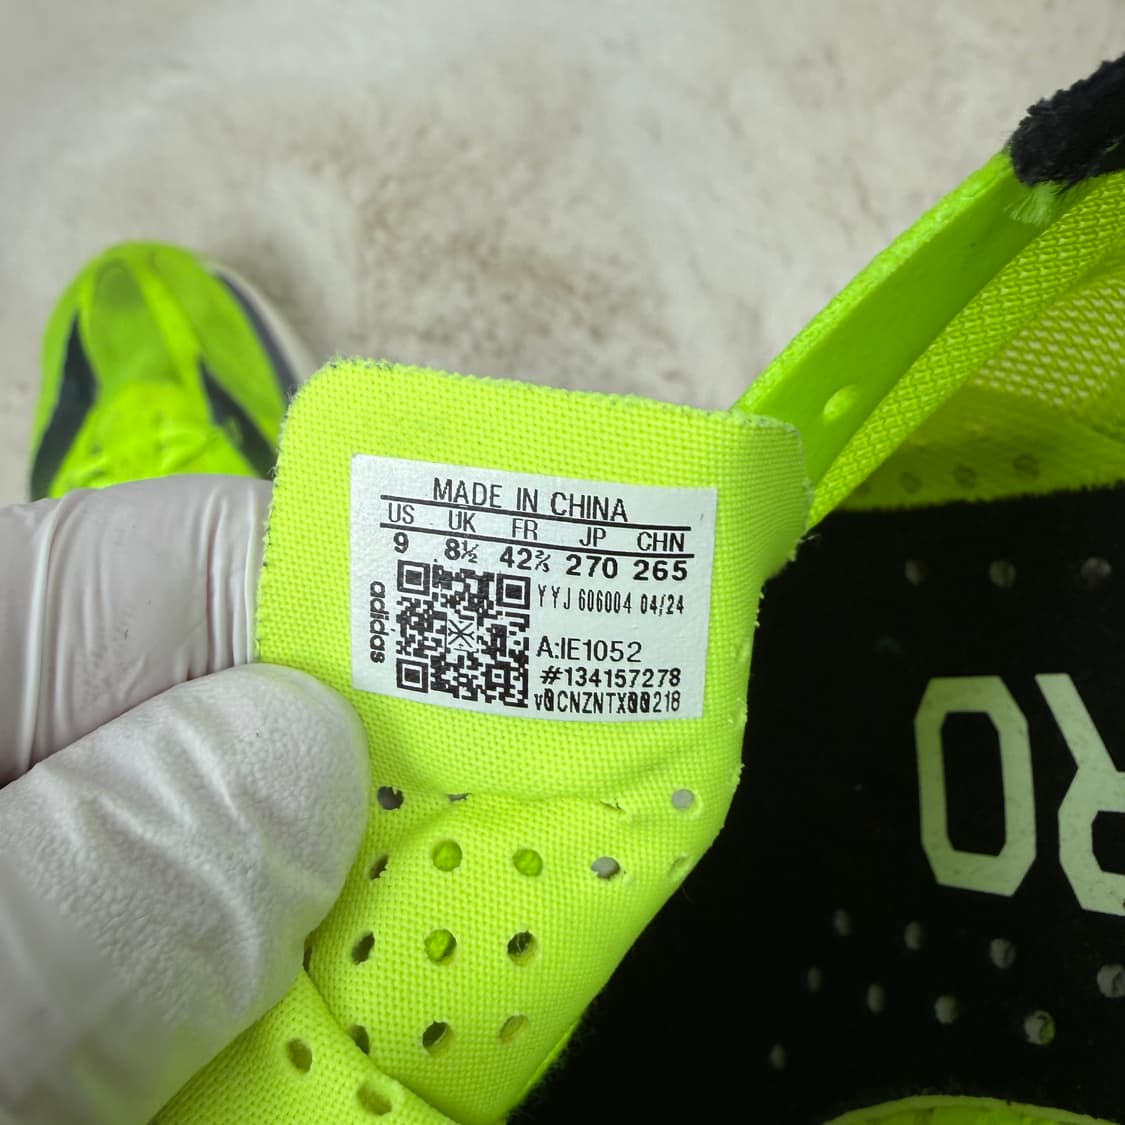 MADE IN CHINA
US UK FR JP CHN
9 8½ 42⅔ 270 265
adidas
YYJ 606004 04/24
A:IE1052
#134157278
v0CNZNTX00218
RO